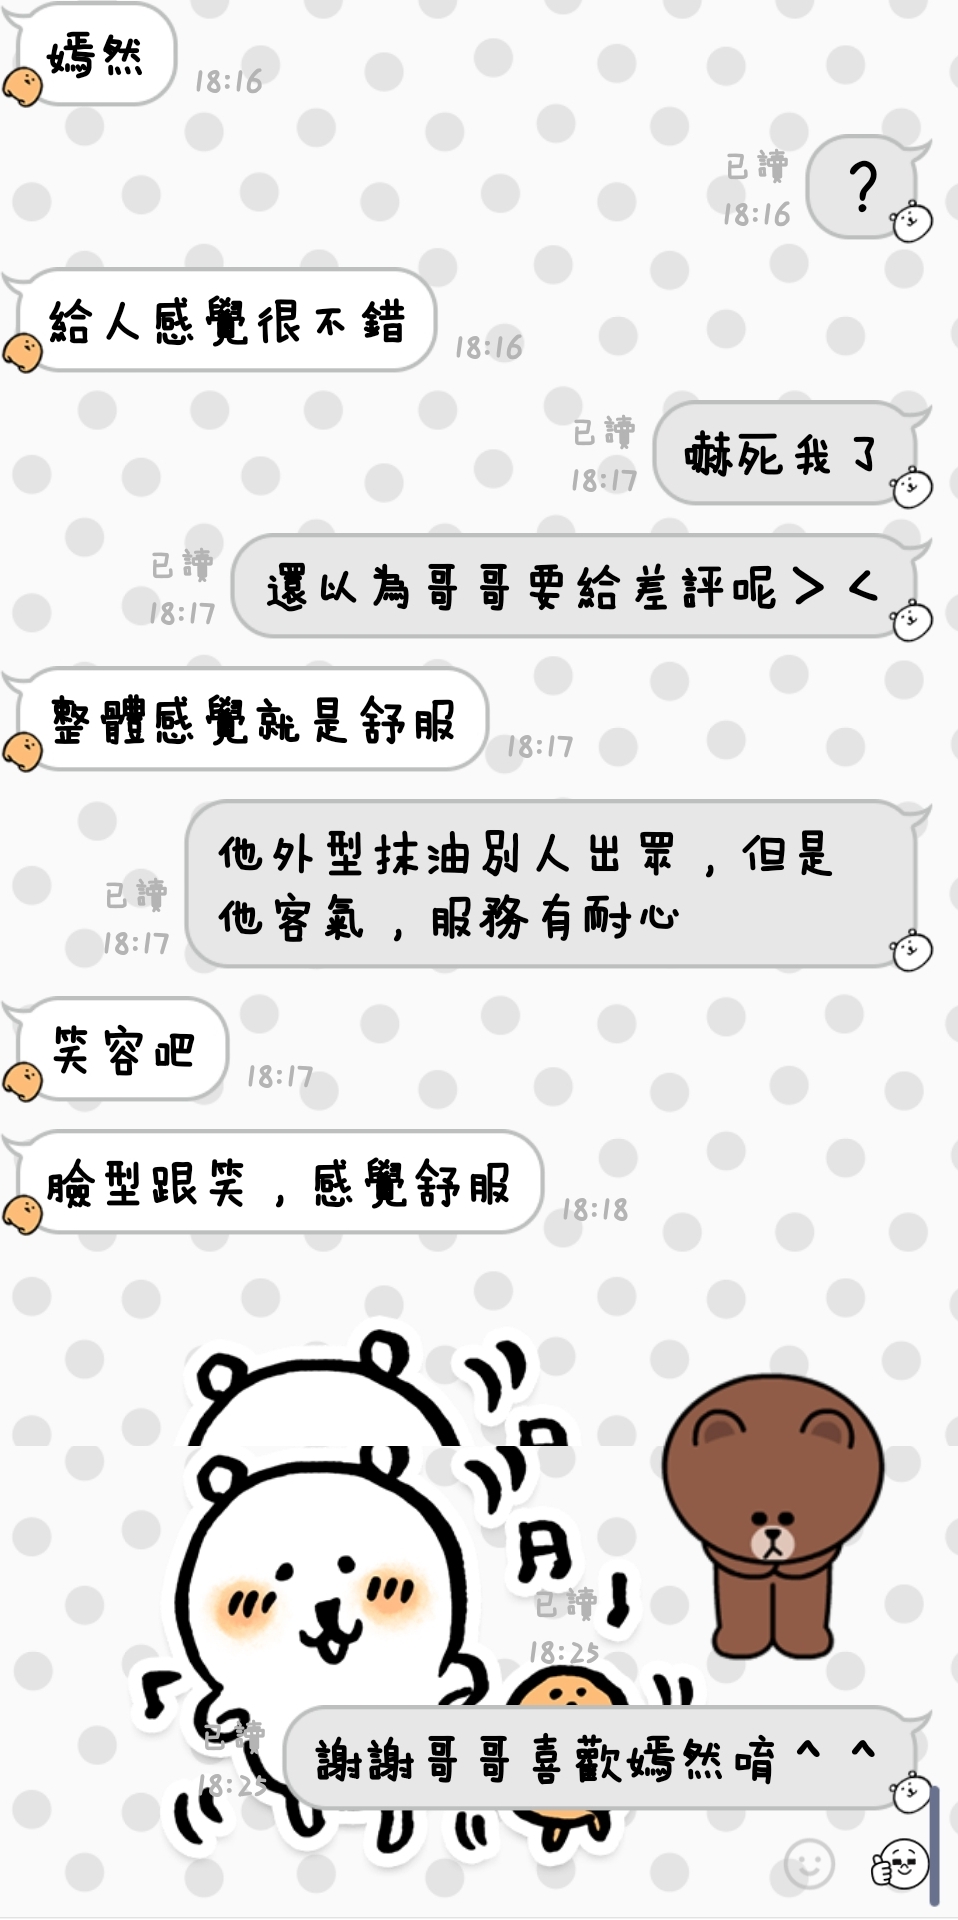 嫣然
18:16
已讀
18:16
?
給人感覺很不錯
18:16
已讀
18:17
嚇死我了
已讀
18:17
還以為哥哥要給差評呢＞＜
整體感覺就是舒服
18:17
已讀
18:17
他外型抹油別人出眾，但是
他客氣，服務有耐心
笑容吧
18:17
臉型跟笑，感覺舒服
18:18
已讀
18:25
已讀
18:25
謝謝哥哥喜歡嫣然唷^ ^